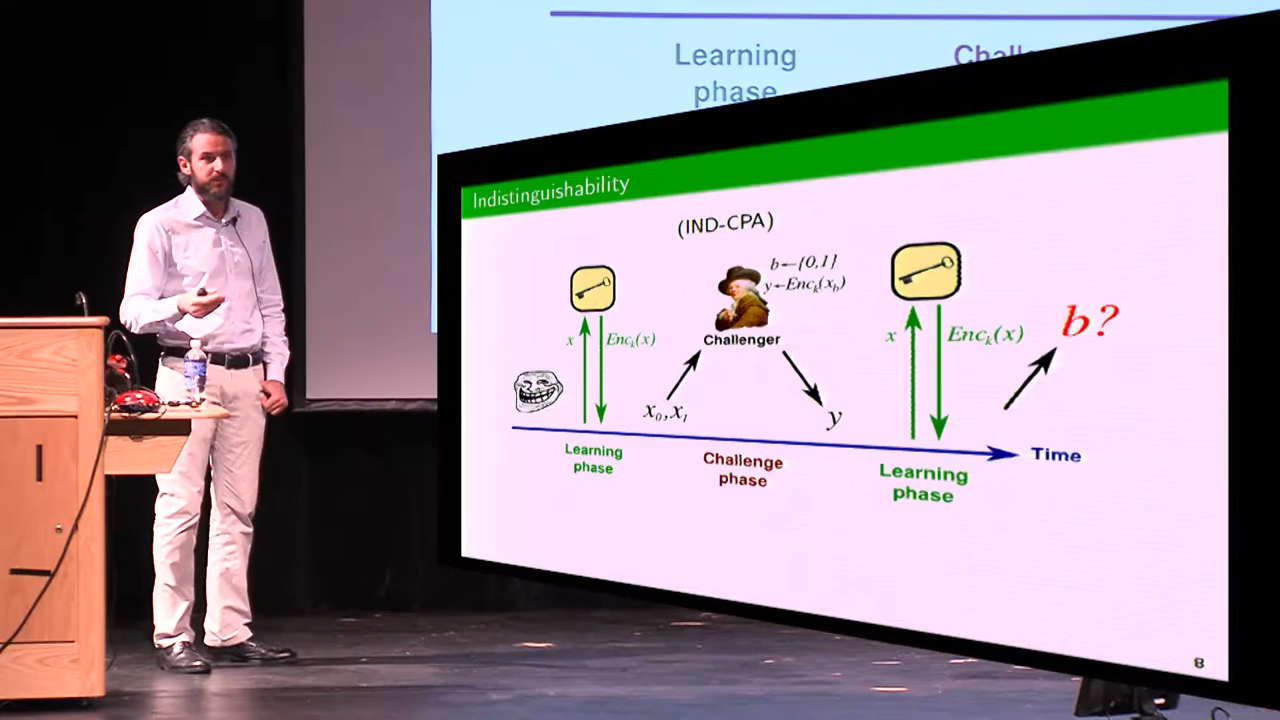 Learning
phase
Indistinguishability
(IND-CPA)
b←{0,1}
y←Enc_k(x_b)
Challenger
x
Enc_k(x)
x_0, x_1
y
x
Enc_k(x)
b?
Learning
phase
Challenge
phase
Learning
phase
Time
8